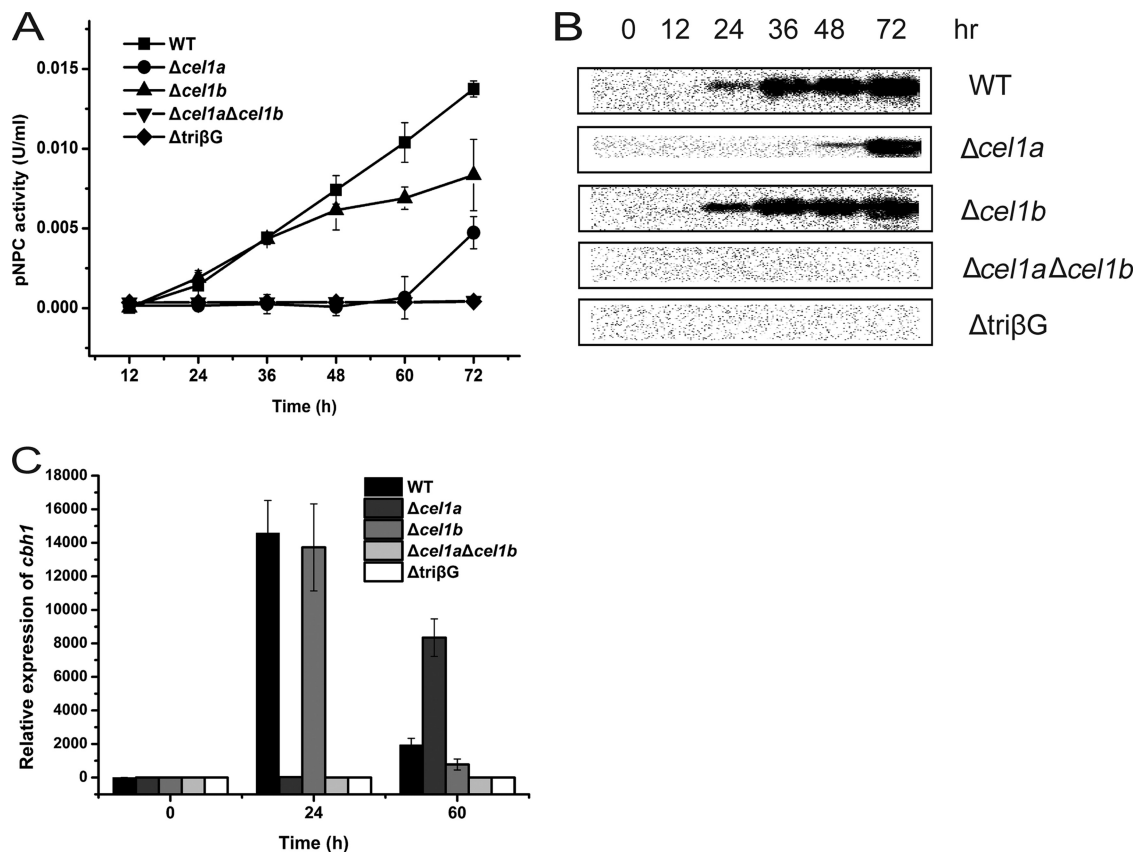 A
WT
Δcel1a
Δcel1b
Δcel1aΔcel1b
ΔtriβG
pNPC activity (U/ml)
0.015
0.010
0.005
0.000
12 24 36 48 60 72
Time (h)
B
0 12 24 36 48 72 hr
WT
Δcel1a
Δcel1b
Δcel1aΔcel1b
ΔtriβG
C
WT
Δcel1a
Δcel1b
Δcel1aΔcel1b
ΔtriβG
Relative expression of cbh1
18000
16000
14000
12000
10000
8000
6000
4000
2000
0
0 24 60
Time (h)